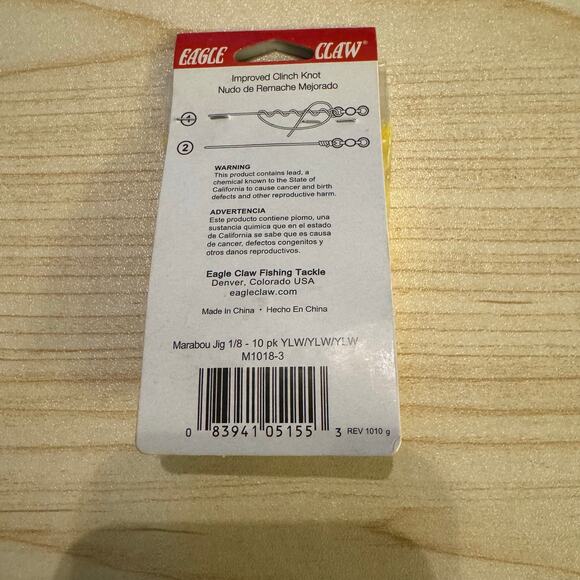 EAGLE CLAW®
Improved Clinch Knot
Nudo de Remache Mejorado
1
2
WARNING
This product contains lead, a
chemical known to the State of
California to cause cancer and birth
defects and other reproductive harm.
ADVERTENCIA
Este producto contiene plomo, una
sustancia quimica que en el estado
de California se sabe que es causa
de cancer, defectos congenitos y
otros danos reproductivos.
Eagle Claw Fishing Tackle
Denver, Colorado USA
eagleclaw.com
Made In China • Hecho En China
Marabou Jig 1/8 - 10 pk YLW/YLW/YLW
M1018-3
0 83941 05155 3 REV 1010 g